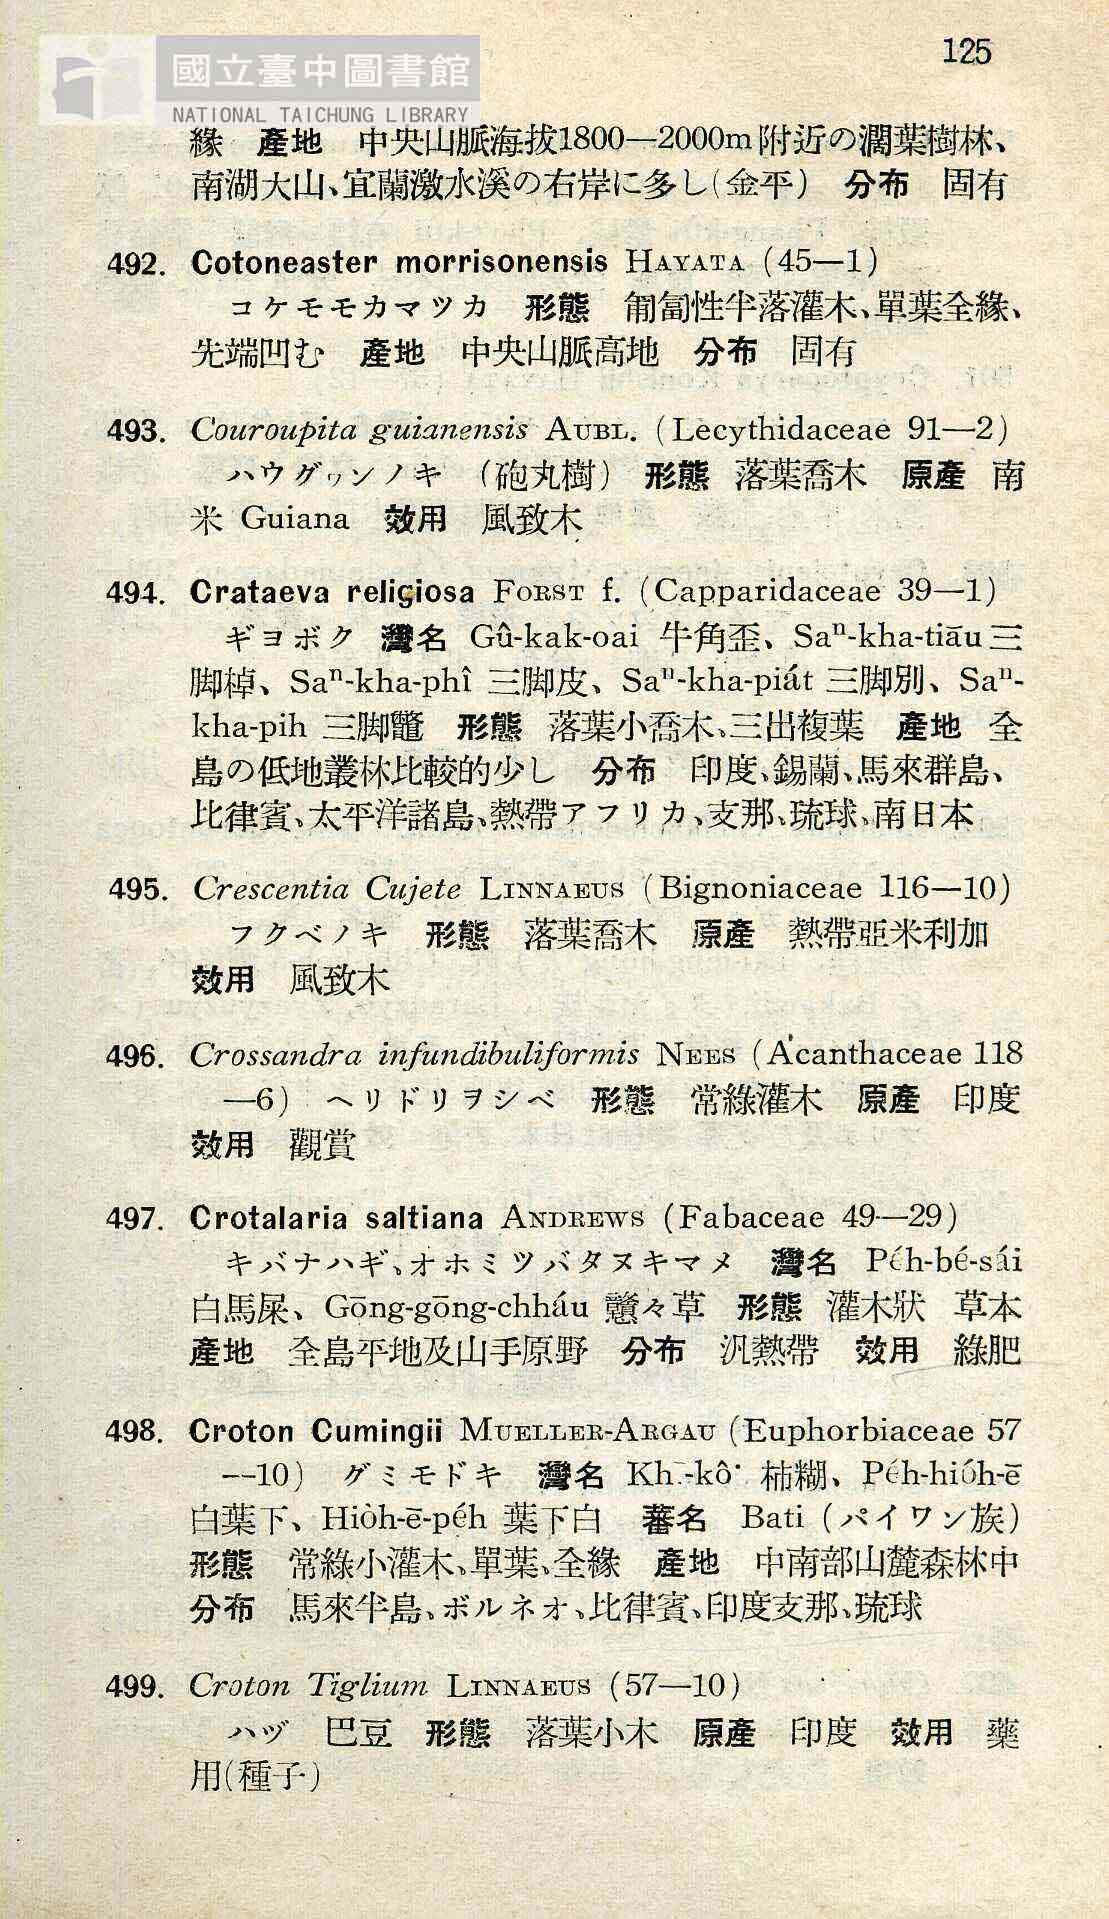 國立臺中圖書館
NATIONAL TAICHUNG LIBRARY
125
緣　產地　中央山脈海拔1800—2000m附近の濶葉樹林、
南湖大山、宜蘭激水溪の右岸に多し(金平)　分布　固有
492. Cotoneaster morrisonensis HAYATA (45—1)
コケモモカマツカ　形態　匍匐性半落灌木、單葉全緣、
先端凹む　產地　中央山脈高地　分布　固有
493. Couroupita guianensis AUBL. (Lecythidaceae 91—2)
ハウグヮンノキ　(砲丸樹)　形態　落葉喬木　原產　南
米 Guiana　效用　風致木
494. Crataeva religiosa FORST f. (Capparidaceae 39—1)
ギヨボク　灣名　Gû-kak-oai 牛角歪、Saⁿ-kha-tiāu 三
脚棹、Saⁿ-kha-phî 三脚皮、Saⁿ-kha-piát 三脚別、Saⁿ-
kha-pih 三脚鼈　形態　落葉小喬木、三出複葉　產地　全
島の低地叢林比較的少し　分布　印度、錫蘭、馬來群島、
比律賓、太平洋諸島、熱帶アフリカ、支那、琉球、南日本
495. Crescentia Cujete LINNAEUS (Bignoniaceae 116—10)
フクベノキ　形態　落葉喬木　原產　熱帶亞米利加
效用　風致木
496. Crossandra infundibuliformis NEES (Acanthaceae 118
—6)　ヘリドリヲシベ　形態　常綠灌木　原產　印度
效用　觀賞
497. Crotalaria saltiana ANDREWS (Fabaceae 49—29)
キバナハギ、オホミツバタヌキマメ　灣名　Péh-bé-sái
白馬屎、Gōng-gōng-chháu 戇々草　形態　灌木狀　草本
產地　全島平地及山手原野　分布　汎熱帶　效用　綠肥
498. Croton Cumingii MUELLER-ARGAU (Euphorbiaceae 57
—10)　グミモドキ　灣名　-kô· 柿糊、Péh-hióh-ē
白葉下、Hióh-ē-péh 葉下白　蕃名　Bati (パイワン族)
形態　常綠小灌木、單葉、全緣　產地　中南部山麓森林中
分布　馬來半島、ボルネオ、比律賓、印度支那、琉球
499. Croton Tiglium LINNAEUS (57—10)
ハヅ　巴豆　形態　落葉小木　原產　印度　效用　藥
用(種子)